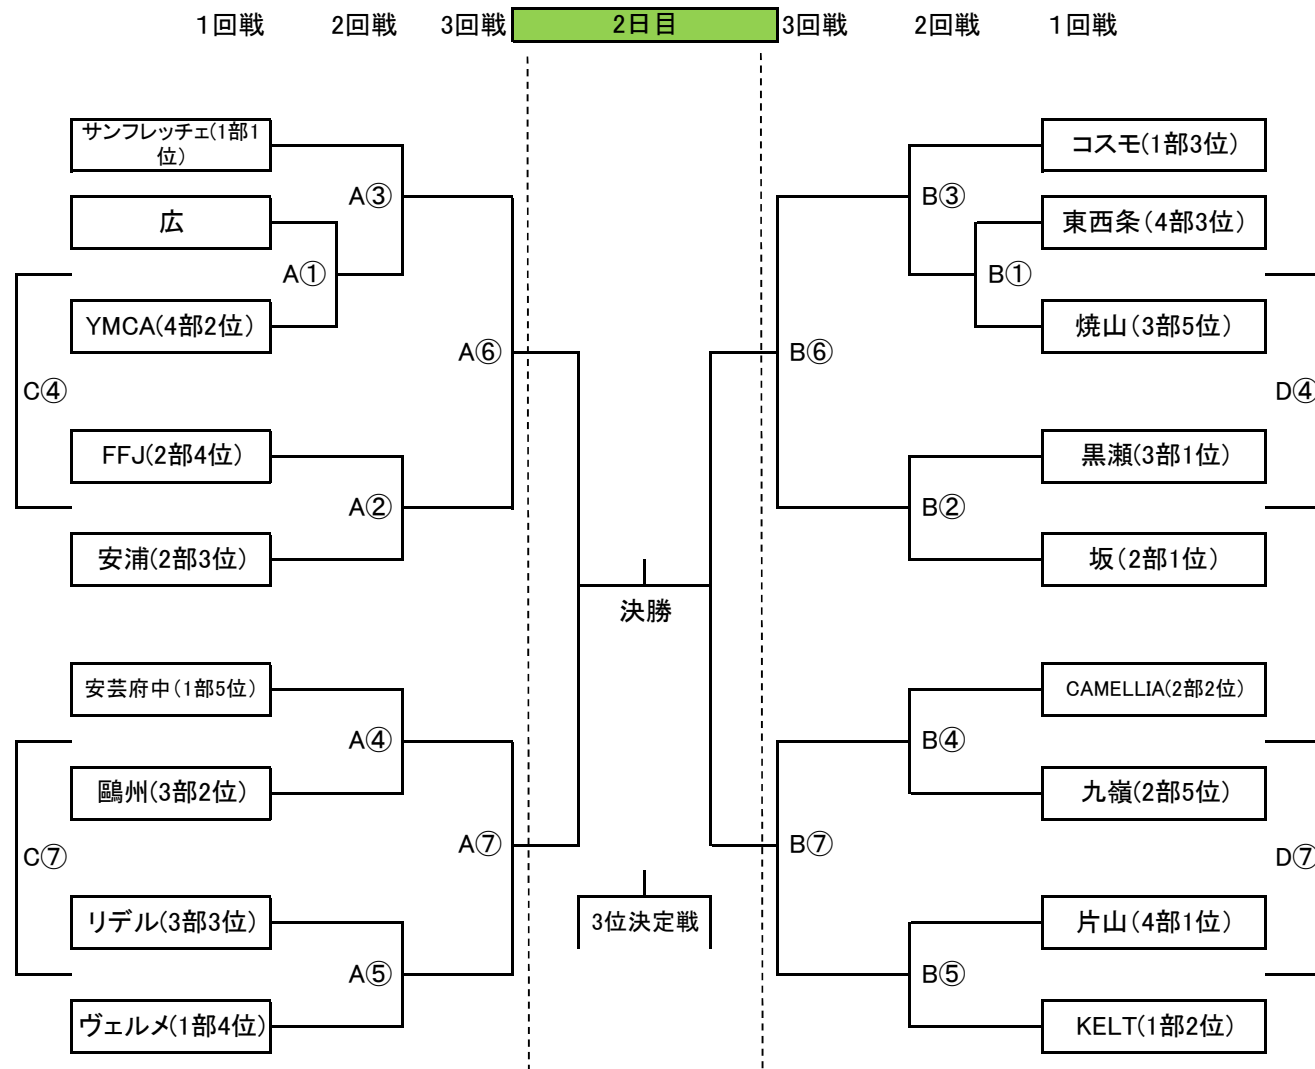 1回戦 2回戦 3回戦 2日目 3回戦 2回戦 1回戦
サンフレッチェ(1部1
位)
コスモ(1部3位)
A③
B③
広
東西条(4部3位)
A①
B①
YMCA(4部2位)
焼山(3部5位)
A⑥
B⑥
C④
D④
FFJ(2部4位)
黒瀬(3部1位)
A②
B②
安浦(2部3位)
坂(2部1位)
決勝
安芸府中(1部5位)
CAMELLIA(2部2位)
A④
B④
鷗州(3部2位)
九嶺(2部5位)
A⑦
B⑦
C⑦
D⑦
リデル(3部3位)
3位決定戦
片山(4部1位)
A⑤
B⑤
ヴェルメ(1部4位)
KELT(1部2位)